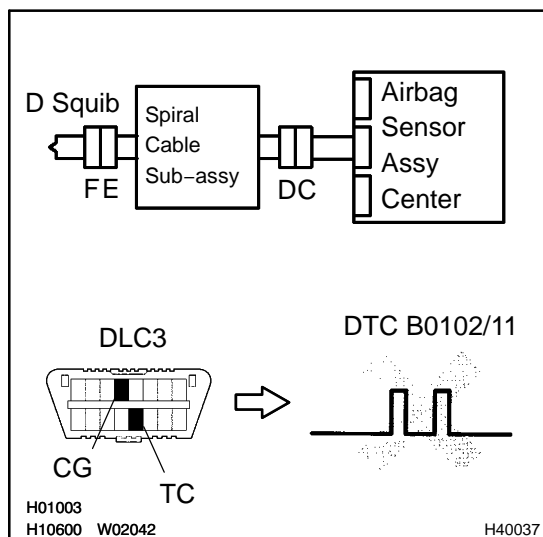 D Squib
Spiral
Cable
Sub−assy
FE
DC
Airbag
Sensor
Assy
Center
DLC3
DTC B0102/11
CG
TC
H01003
H10600 W02042
H40037